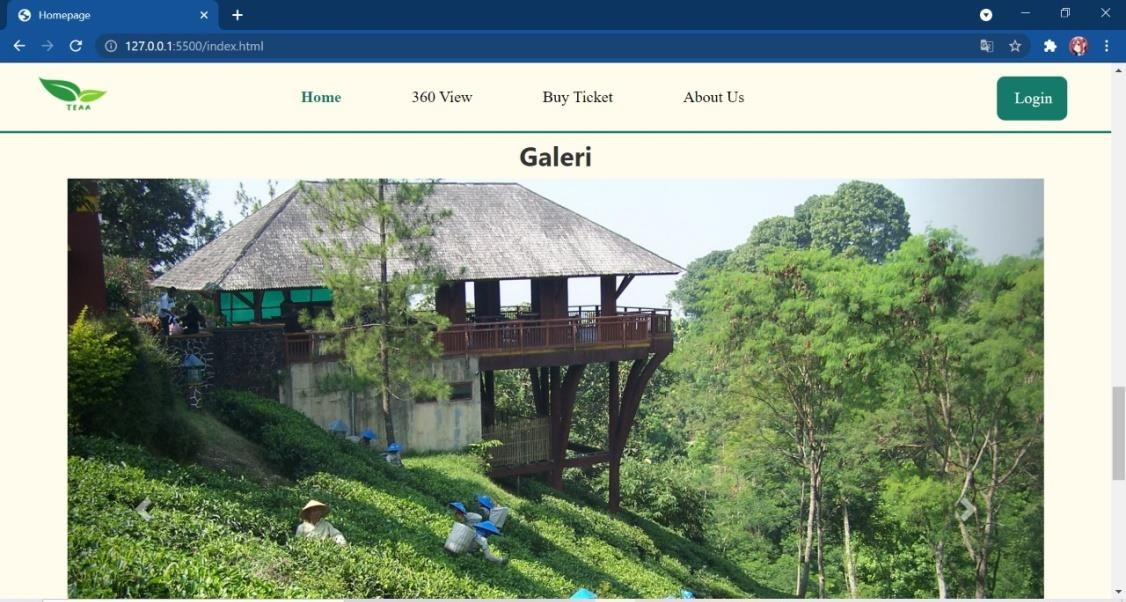 Homepage
127.0.0.1:5500/index.html
TEAA
Home
360 View
Buy Ticket
About Us
Login
Galeri